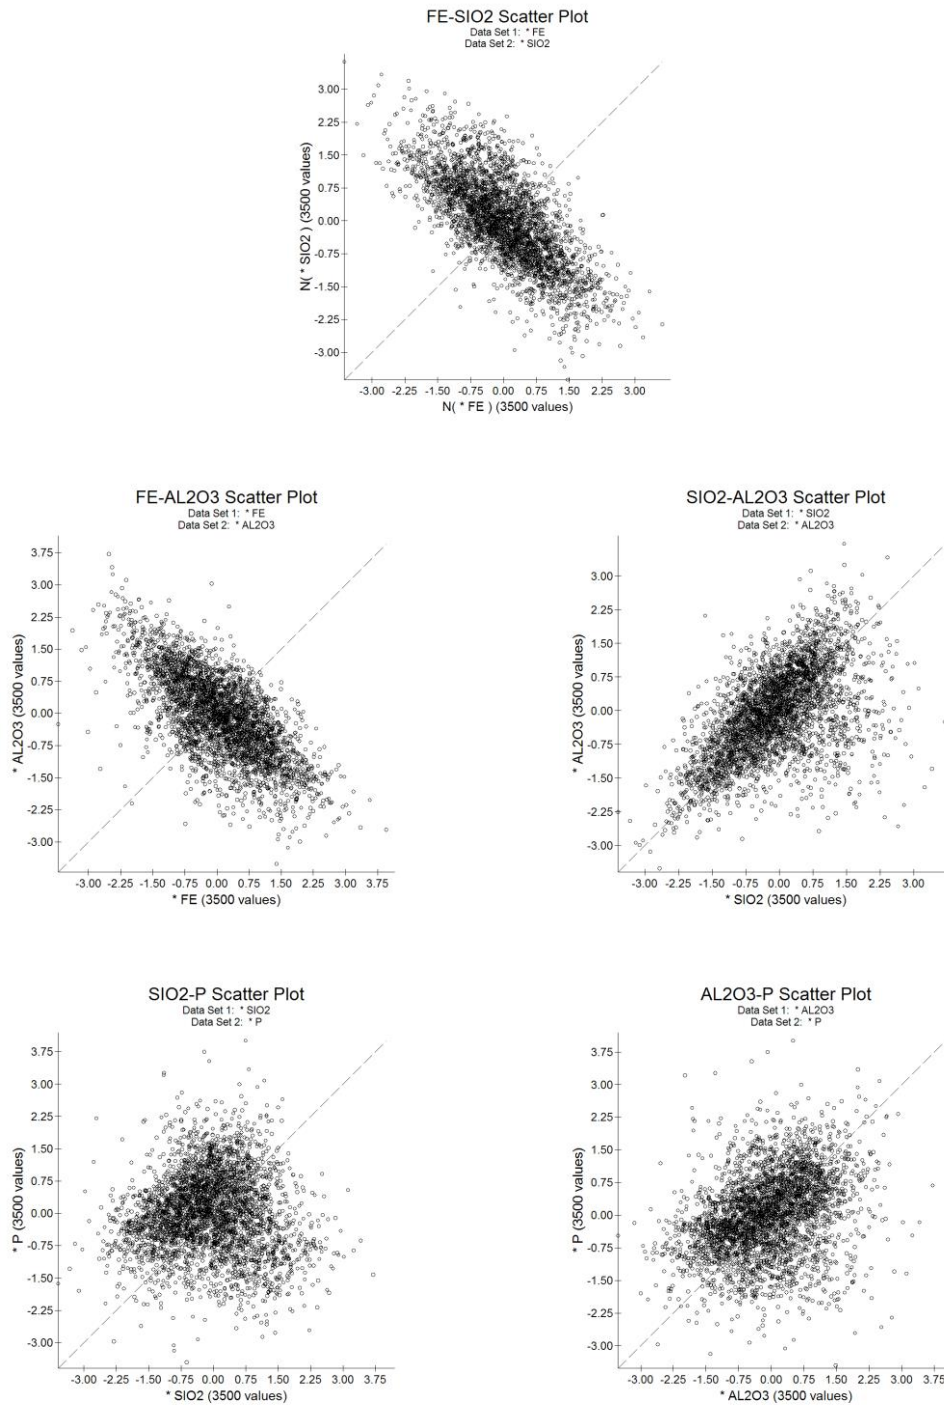 FE-SIO2 Scatter Plot
Data Set 1: * FE
Data Set 2: * SIO2
N( * SIO2 ) (3500 values)
3.00
2.25
1.50
0.75
0.00
-0.75
-1.50
-2.25
-3.00
-3.00 -2.25 -1.50 -0.75 0.00 0.75 1.50 2.25 3.00
N( * FE ) (3500 values)
FE-AL2O3 Scatter Plot
Data Set 1: * FE
Data Set 2: * AL2O3
* AL2O3 (3500 values)
3.75
3.00
2.25
1.50
0.75
0.00
-0.75
-1.50
-2.25
-3.00
-3.00 -2.25 -1.50 -0.75 0.00 0.75 1.50 2.25 3.00 3.75
* FE (3500 values)
SIO2-AL2O3 Scatter Plot
Data Set 1: * SIO2
Data Set 2: * AL2O3
* AL2O3 (3500 values)
3.00
2.25
1.50
0.75
0.00
-0.75
-1.50
-2.25
-3.00
-3.00 -2.25 -1.50 -0.75 0.00 0.75 1.50 2.25 3.00
* SIO2 (3500 values)
SIO2-P Scatter Plot
Data Set 1: * SIO2
Data Set 2: * P
* P (3500 values)
3.75
3.00
2.25
1.50
0.75
0.00
-0.75
-1.50
-2.25
-3.00
-3.00 -2.25 -1.50 -0.75 0.00 0.75 1.50 2.25 3.00 3.75
* SIO2 (3500 values)
AL2O3-P Scatter Plot
Data Set 1: * AL2O3
Data Set 2: * P
* P (3500 values)
3.75
3.00
2.25
1.50
0.75
0.00
-0.75
-1.50
-2.25
-3.00
-3.00 -2.25 -1.50 -0.75 0.00 0.75 1.50 2.25 3.00 3.75
* AL2O3 (3500 values)